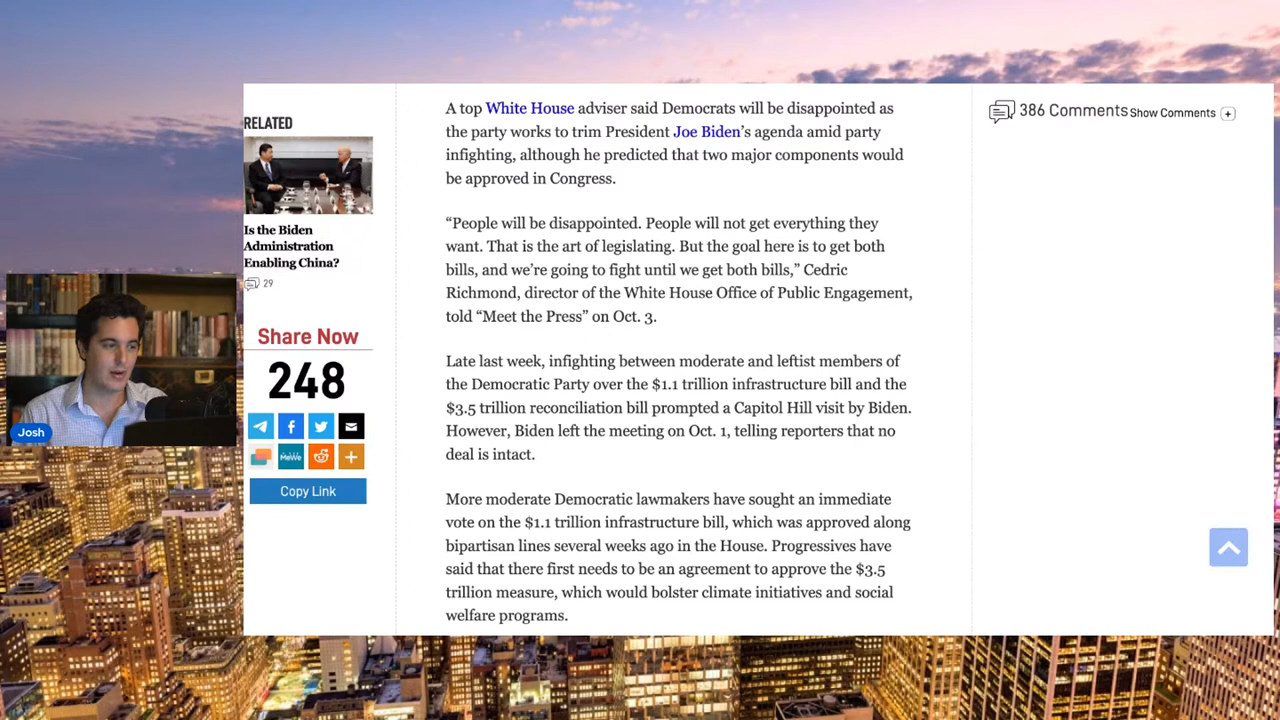 RELATED
Is the Biden
Administration
Enabling China?
29
Share Now
248
MeWe
Copy Link
A top White House adviser said Democrats will be disappointed as
the party works to trim President Joe Biden’s agenda amid party
infighting, although he predicted that two major components would
be approved in Congress.
“People will be disappointed. People will not get everything they
want. That is the art of legislating. But the goal here is to get both
bills, and we’re going to fight until we get both bills,” Cedric
Richmond, director of the White House Office of Public Engagement,
told “Meet the Press” on Oct. 3.
Late last week, infighting between moderate and leftist members of
the Democratic Party over the $1.1 trillion infrastructure bill and the
$3.5 trillion reconciliation bill prompted a Capitol Hill visit by Biden.
However, Biden left the meeting on Oct. 1, telling reporters that no
deal is intact.
More moderate Democratic lawmakers have sought an immediate
vote on the $1.1 trillion infrastructure bill, which was approved along
bipartisan lines several weeks ago in the House. Progressives have
said that there first needs to be an agreement to approve the $3.5
trillion measure, which would bolster climate initiatives and social
welfare programs.
386 Comments Show Comments +
Josh